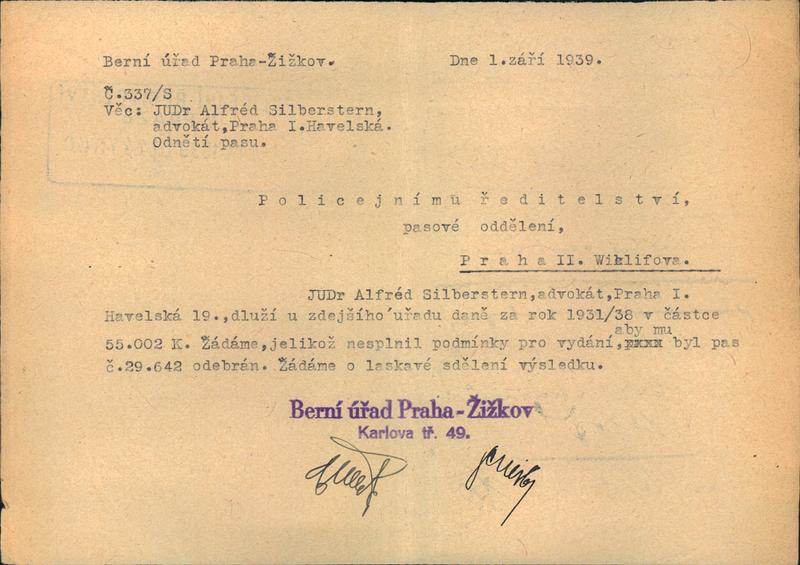 Berní úřad Praha-Žižkov.
Dne 1.září 1939.
Č.337/S
Věc: JUDr Alfréd Silberstern,
advokát,Praha I.Havelská.
Odnětí pasu.
Policejnímu ředitelství,
pasové oddělení,
Praha II. Wiklifova.
JUDr Alfréd Silberstern,advokát,Praha I.
Havelská 19.,dluží u zdejšího úřadu daně za rok 1931/38 v částce
aby mu
55.002 K. Žádáme,jelikož nesplnil podmínky pro vydání, byl pas
č.29.642 odebrán. Žádáme o laskavé sdělení výsledku.
Berní úřad Praha-Žižkov
Karlova tř. 49.